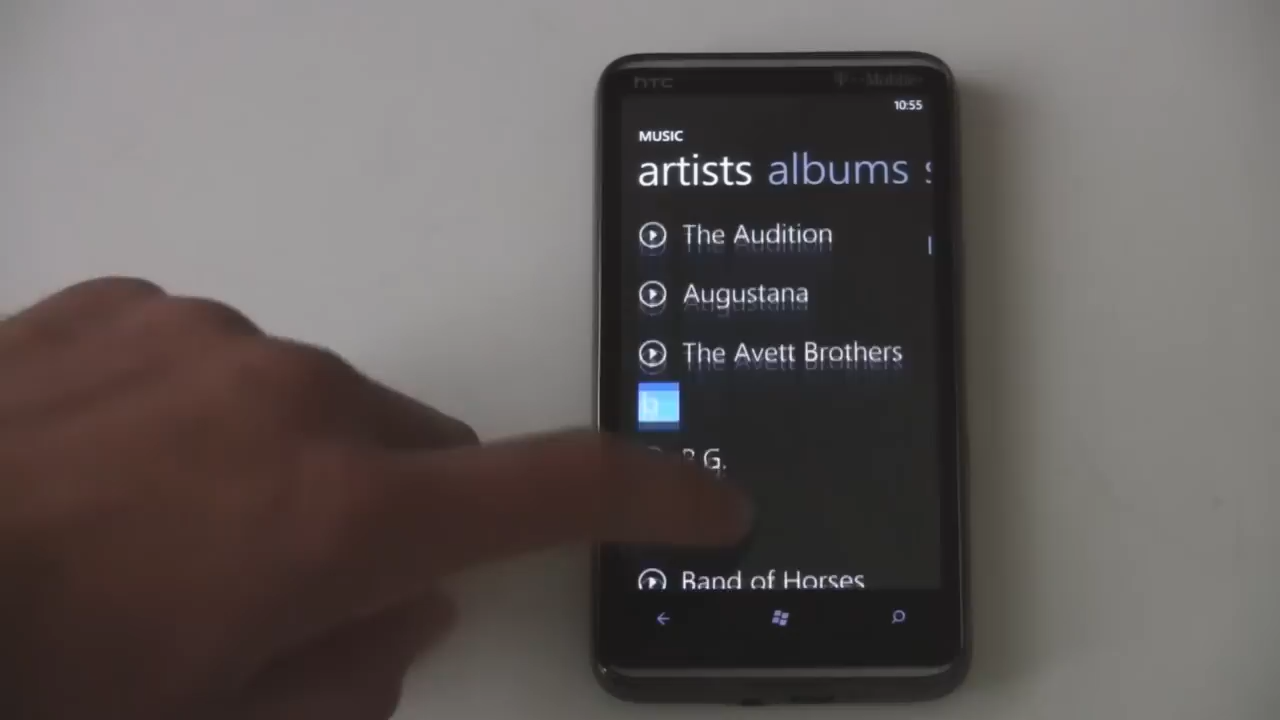 hTC T-Mobile
10:55
MUSIC
artists albums s
The Audition
Augustana
The Avett Brothers
b
B.G.
Band of Horses